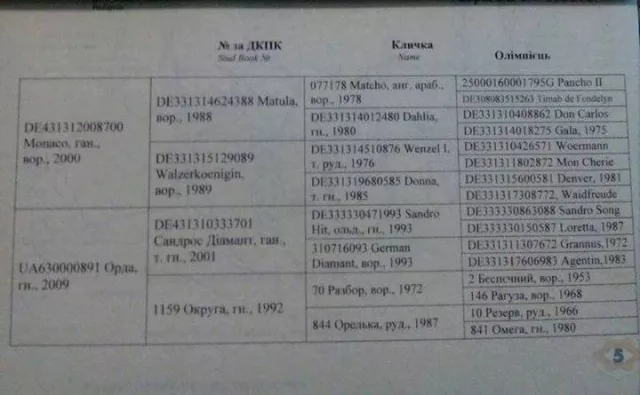 № за ДКПК
Stud Book №
Кличка
Name
Олімпієць
DE431312008700
Монасо, ган.,
вор., 2000
DE331314624388 Matula,
вор., 1988
077178 Matcho, анг. араб.,
вор., 1978
25000160001795G Pancho II
DE308083515263 Timab de Fondelyn
DE331314012480 Dahlia,
гн., 1980
DE331310408862 Don Carlos
DE331314018275 Gala, 1975
DE331315129089
Walzerkoenigin,
вор., 1989
DE331314510876 Wenzel I,
т. руд., 1976
DE331310426571 Woermann
DE331311802872 Mon Cherie
DE331319680585 Donna,
т. гн., 1985
DE331315600581 Denver, 1981
DE331317308772, Waidfreude
UA630000891 Орда,
гн., 2009
DE431310333701
Сандрос Діамант, ган.,
т. гн., 2001
DE333330471993 Sandro
Hit, ольд., гн., 1993
DE333330863088 Sandro Song
DE333330150587 Loretta, 1987
310716093 German
Diamant, вор., 1993
DE331311307672 Grannus,1972
DE331317606983 Agentin,1983
1159 Округа, гн., 1992
70 Разбор, вор., 1972
2 Беспечний, вор., 1953
146 Рагуза, вор., 1968
844 Орелька, руд., 1987
10 Резерв, руд., 1966
841 Омега, гн., 1980
5